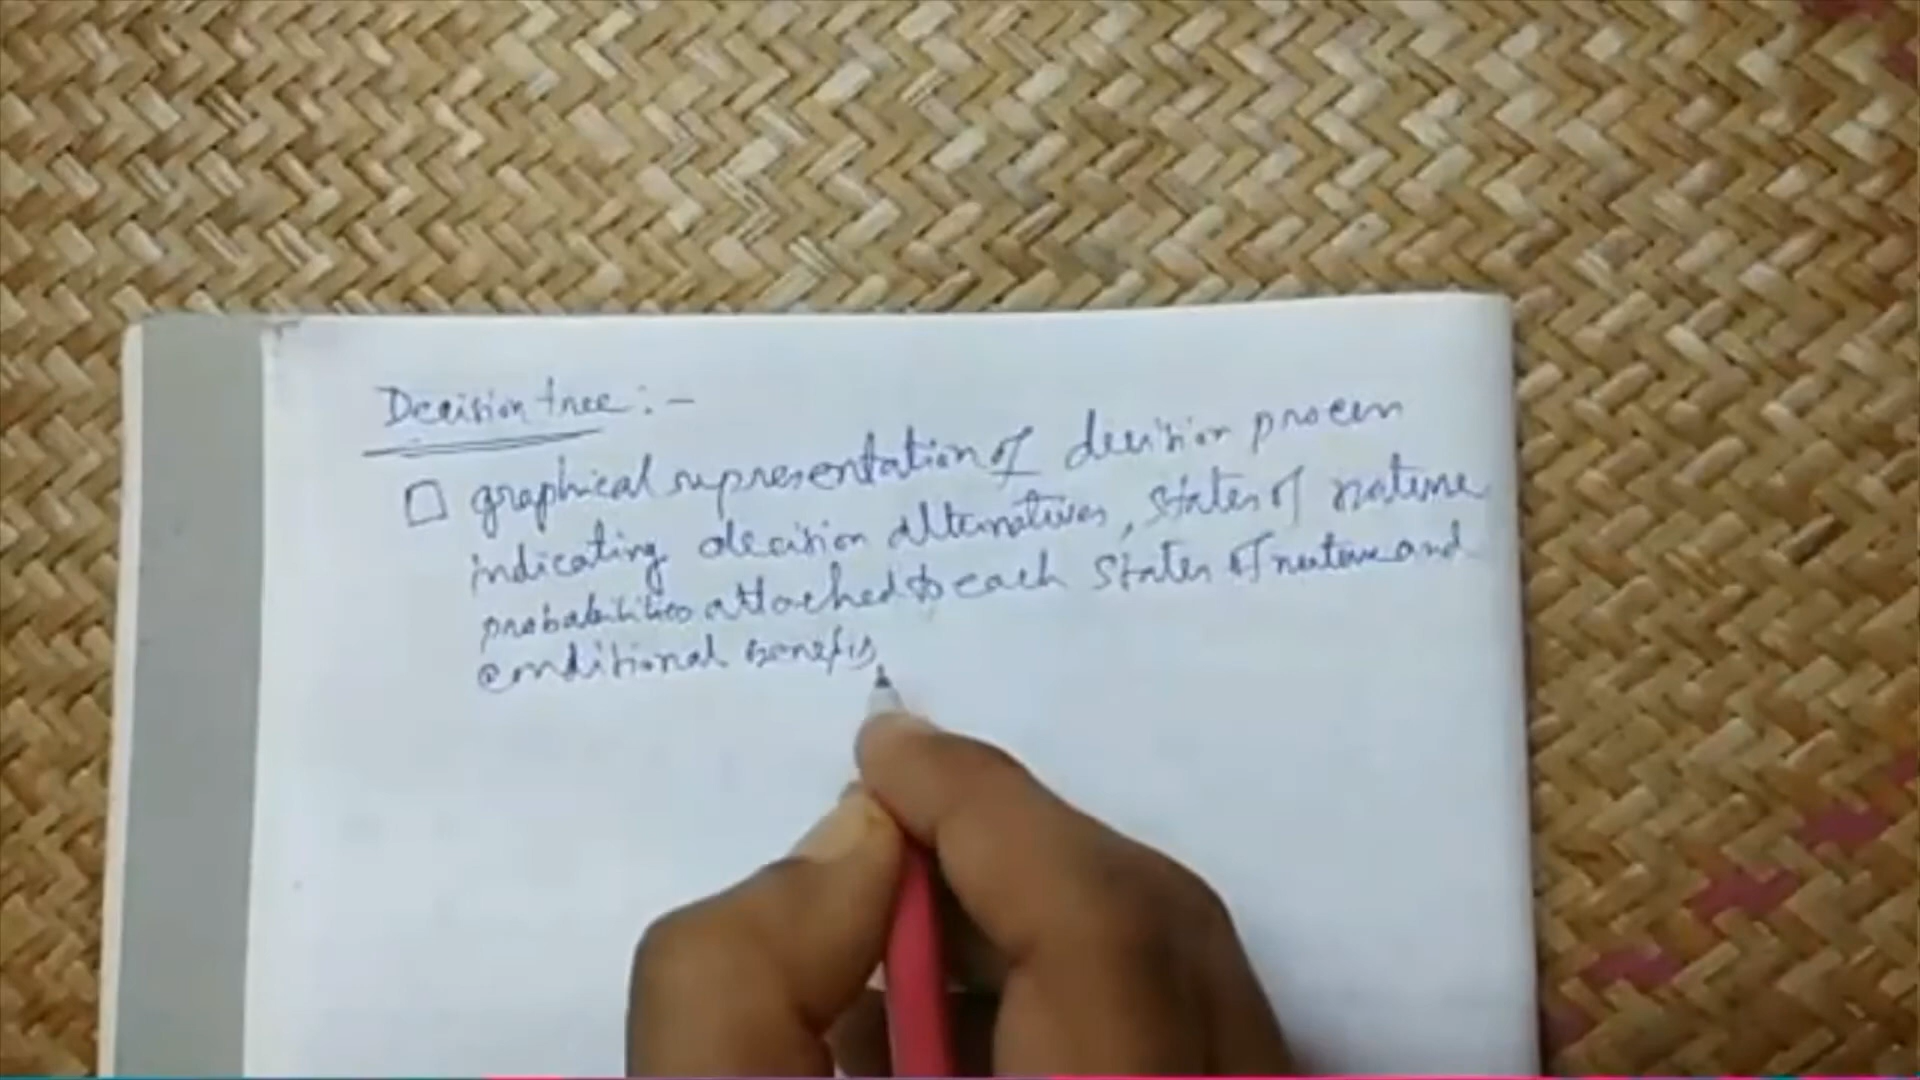 Decision tree :-
□ graphical representation of decision process
indicating decision alternatives, states of nature
probabilities attached to each states of nature and
conditional benefits